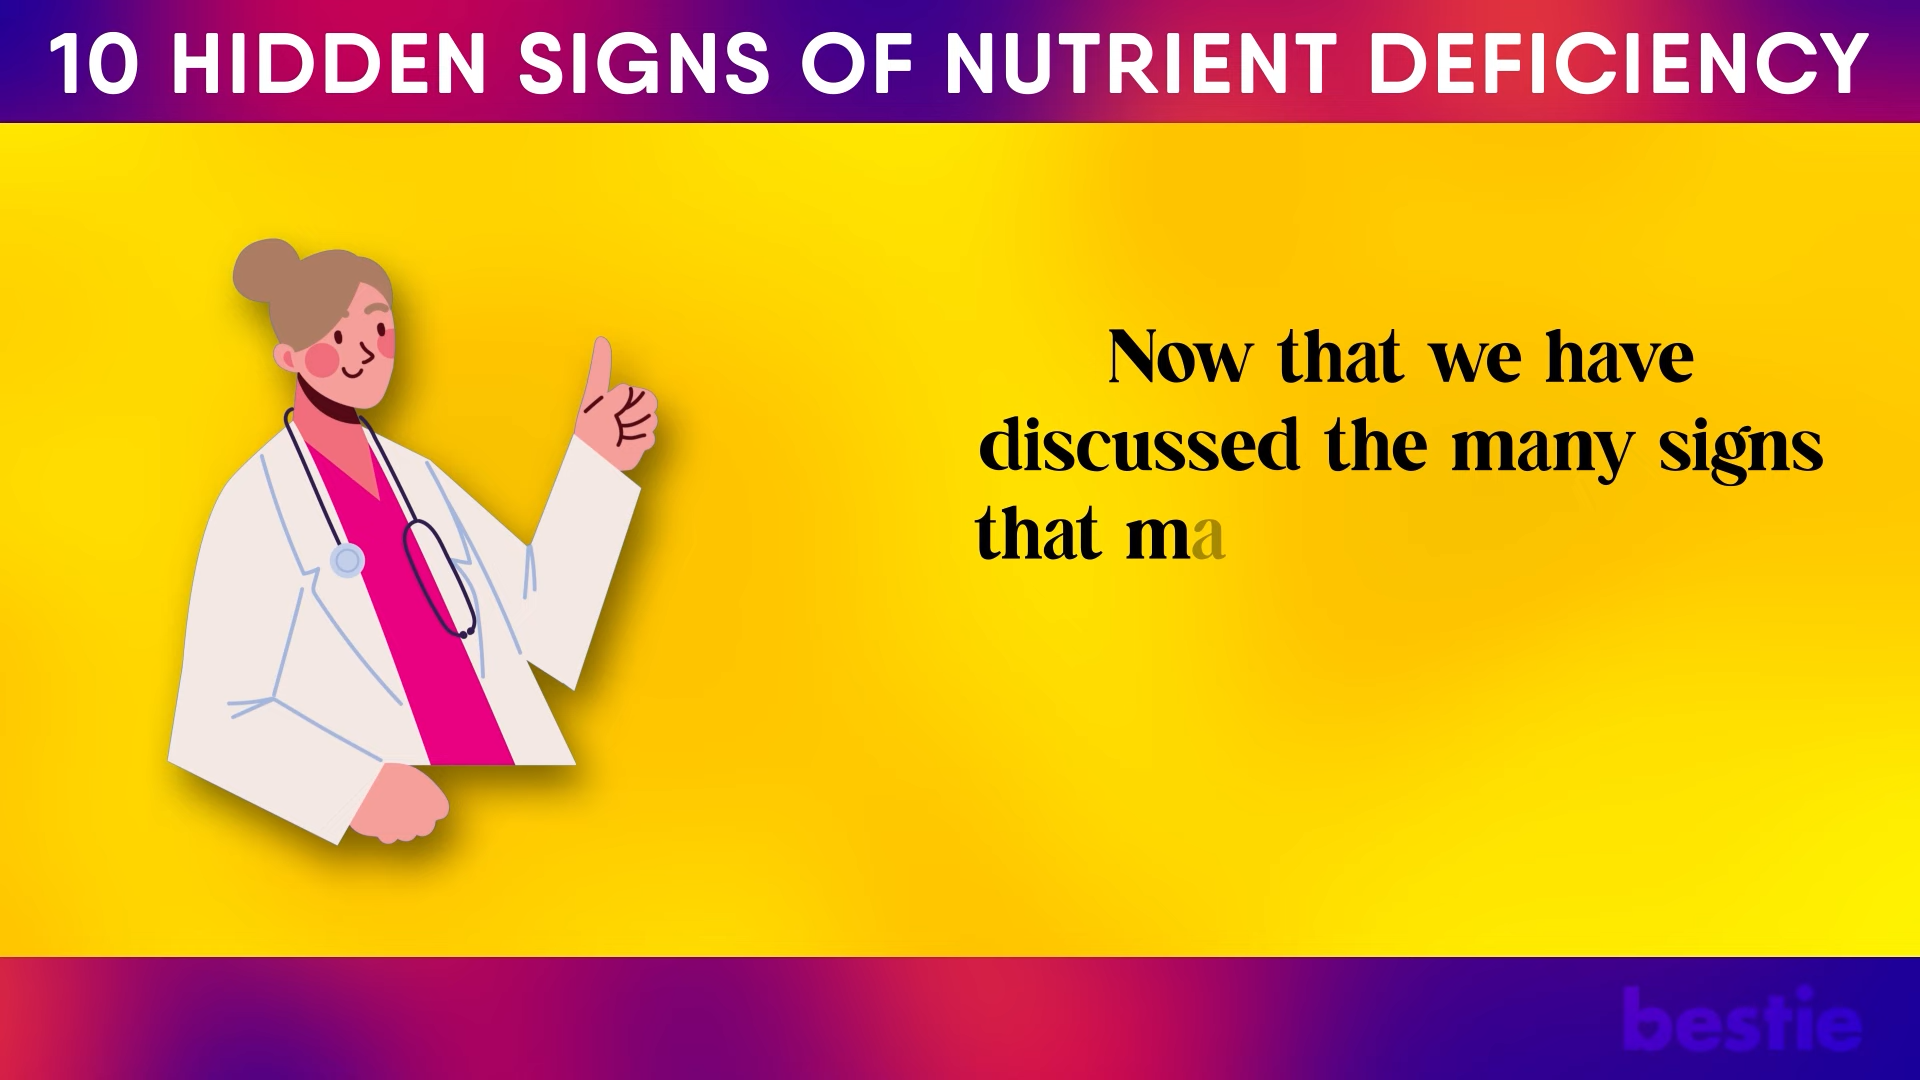 10 HIDDEN SIGNS OF NUTRIENT DEFICIENCY
Now that we have
discussed the many signs
that ma
bestie